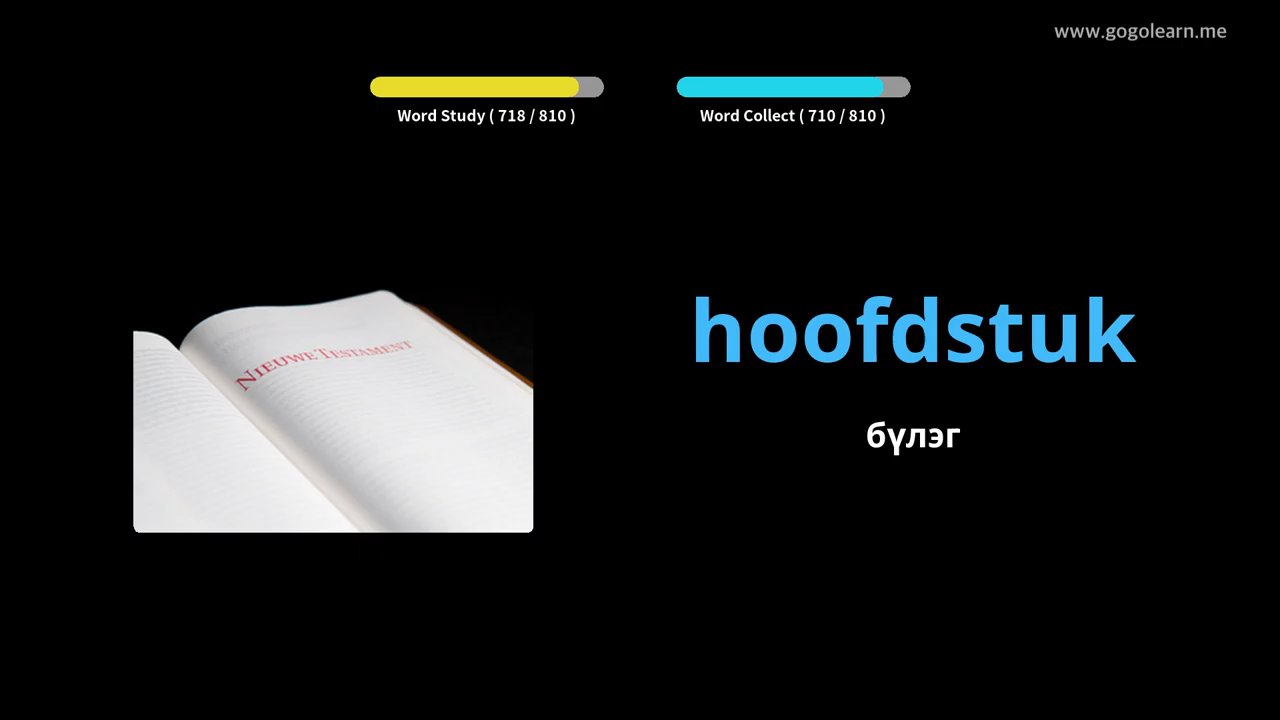 www.gogolearn.me
Word Study ( 718 / 810 )
Word Collect ( 710 / 810 )
NIEUWE TESTAMENT
hoofdstuk
бүлэг